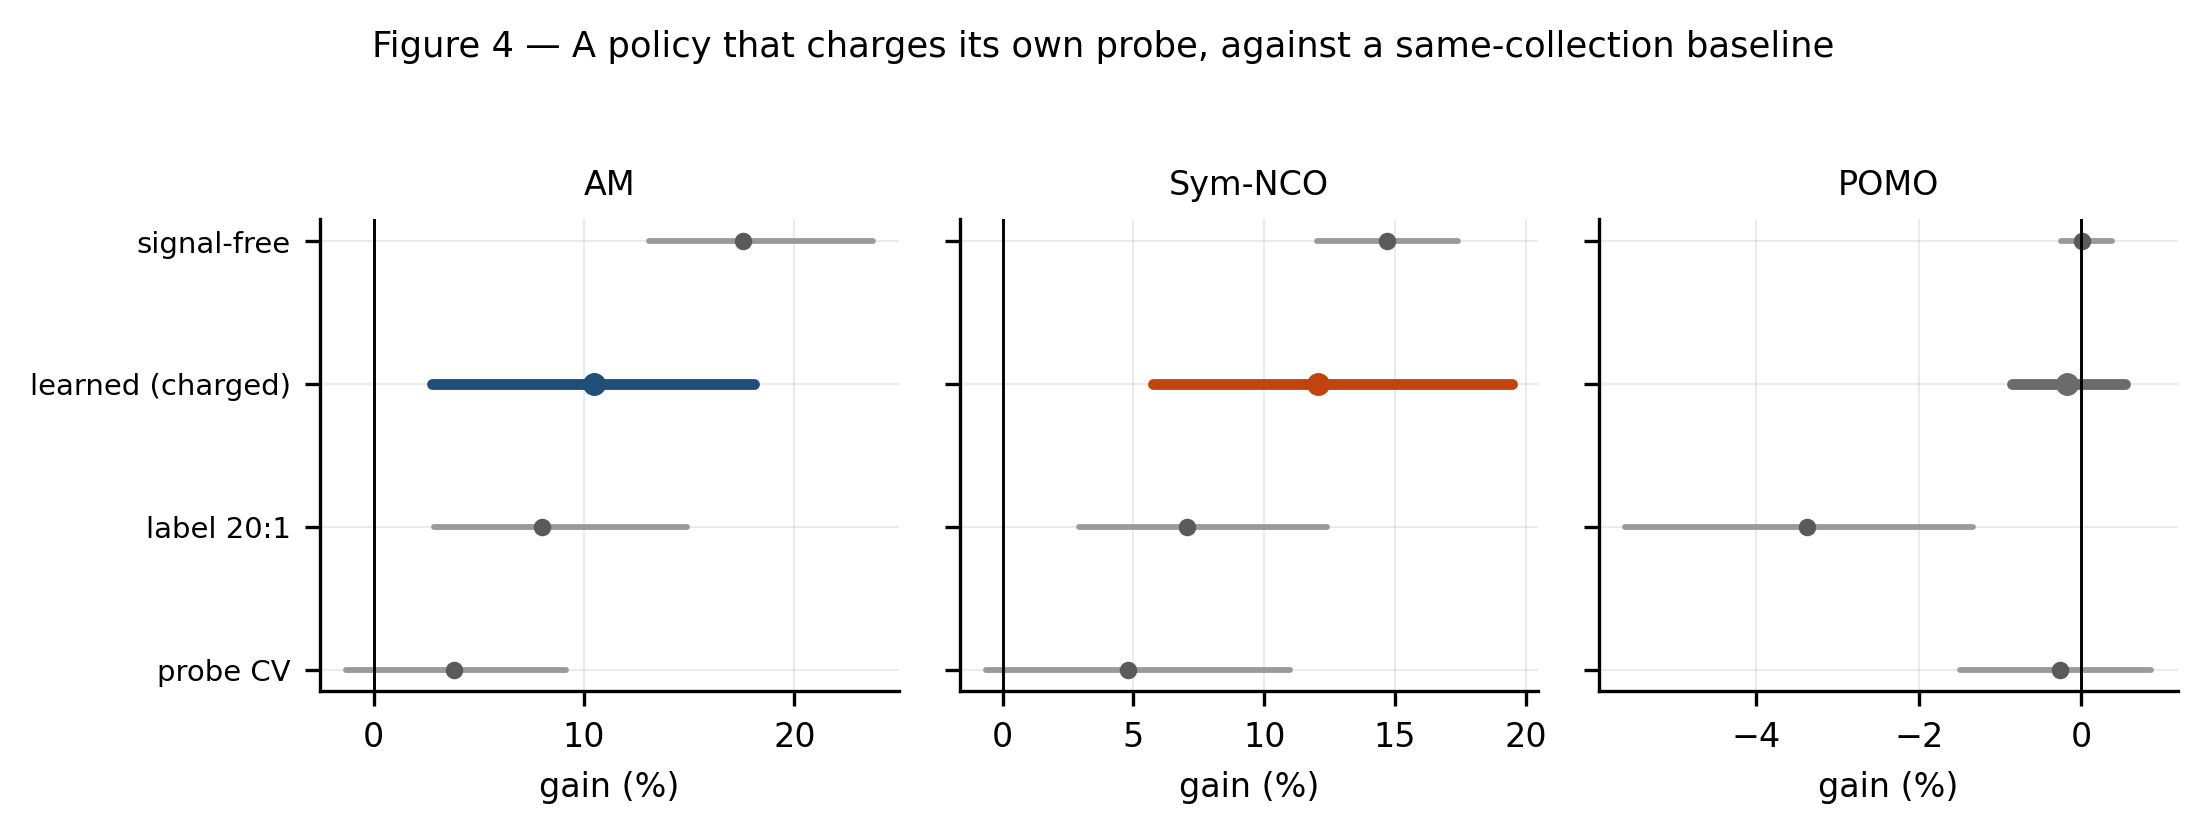 Figure 4 — A policy that charges its own probe, against a same-collection baseline
AM
Sym-NCO
POMO
signal-free
learned (charged)
label 20:1
probe CV
0 10 20
0 5 10 15 20
−4 −2 0
gain (%)
gain (%)
gain (%)